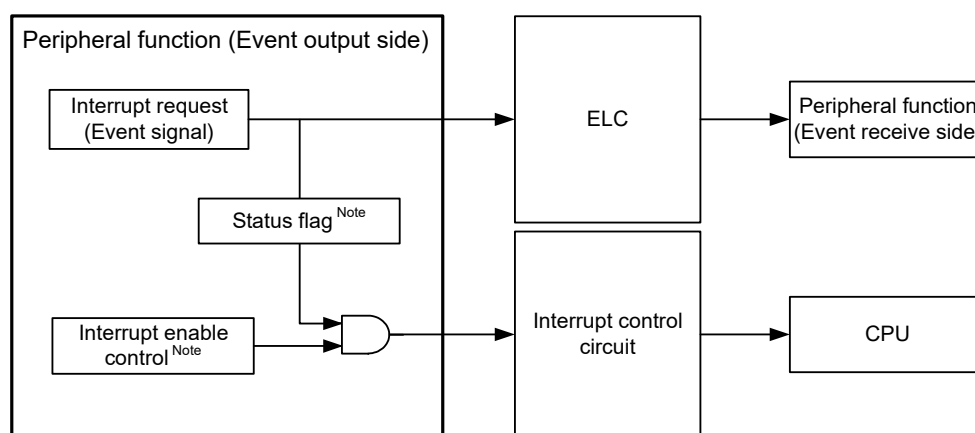 Peripheral function (Event output side)
Interrupt request
(Event signal)
ELC
Peripheral function
(Event receive side
Status flag Note
Interrupt enable
control Note
Interrupt control
circuit
CPU